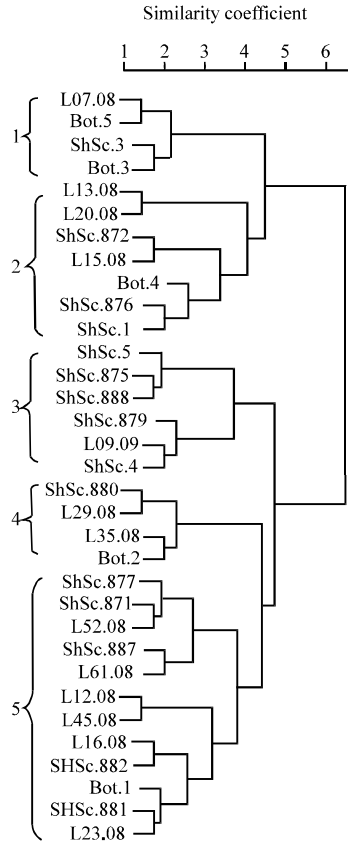 Similarity coefficient
1 2 3 4 5 6
L07.08
Bot.5
1
ShSc.3
Bot.3
L13.08
L20.08
ShSc.872
2
L15.08
Bot.4
ShSc.876
ShSc.1
ShSc.5
ShSc.875
ShSc.888
3
ShSc.879
L09.09
ShSc.4
ShSc.880
L29.08
4
L35.08
Bot.2
ShSc.877
ShSc.871
L52.08
ShSc.887
L61.08
L12.08
5
L45.08
L16.08
SHSc.882
Bot.1
SHSc.881
L23.08